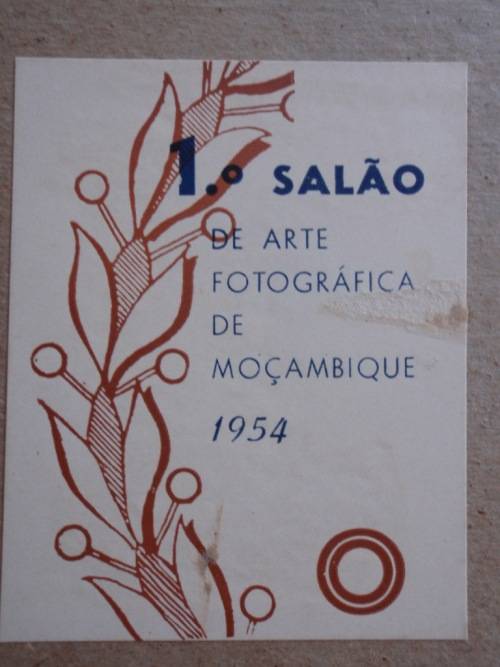 1.º SALÃO
DE ARTE
FOTOGRÁFICA
DE
MOÇAMBIQUE
1954